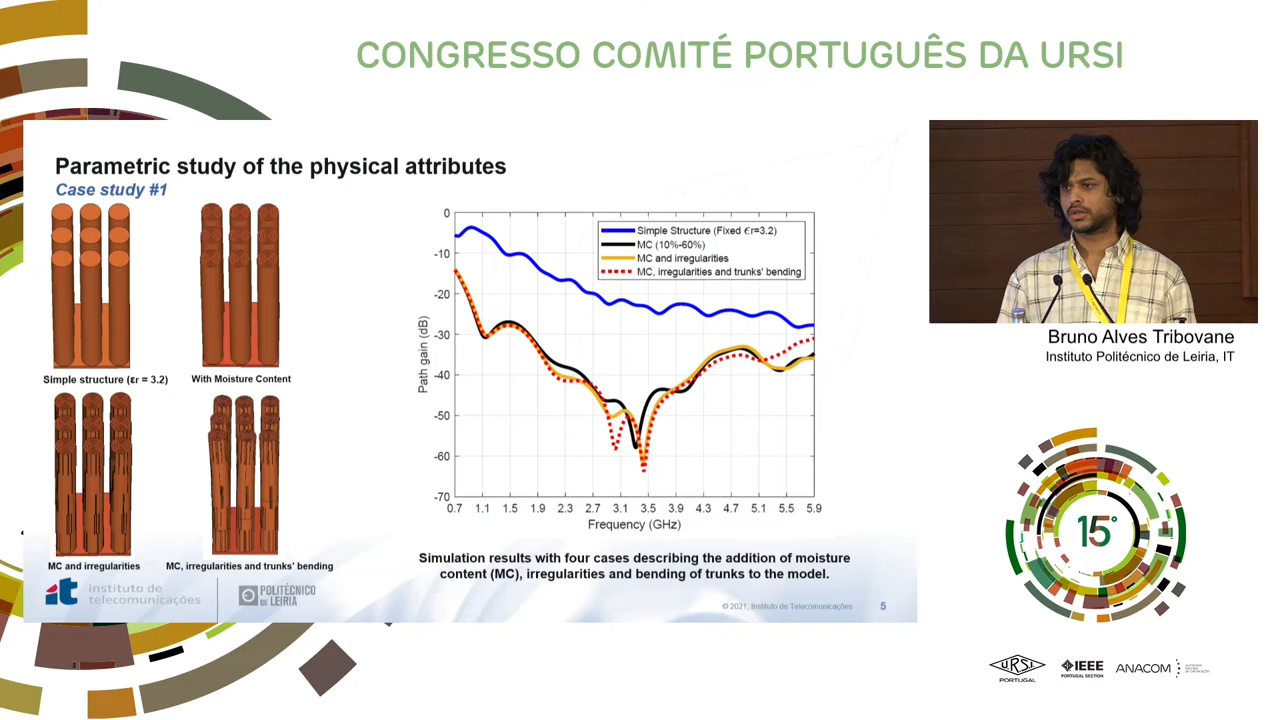 CONGRESSO COMITÉ PORTUGUÊS DA URSI
Parametric study of the physical attributes
Case study #1
Simple structure (εr = 3.2)
With Moisture Content
MC and irregularities
MC, irregularities and trunks' bending
Path gain (dB)
0
-10
-20
-30
-40
-50
-60
-70
Simple Structure (Fixed ϵr=3.2)
MC (10%-60%)
MC and irregularities
MC, irregularities and trunks' bending
0.7 1.1 1.5 1.9 2.3 2.7 3.1 3.5 3.9 4.3 4.7 5.1 5.5 5.9
Frequency (GHz)
Simulation results with four cases describing the addition of moisture
content (MC), irregularities and bending of trunks to the model.
it instituto de
telecomunicações
POLITÉCNICO
DE LEIRIA
© 2021, Instituto de Telecomunicações
5
Bruno Alves Tribovane
Instituto Politécnico de Leiria, IT
15°
URSI
PORTUGAL
IEEE
PORTUGAL SECTION
ANACOM